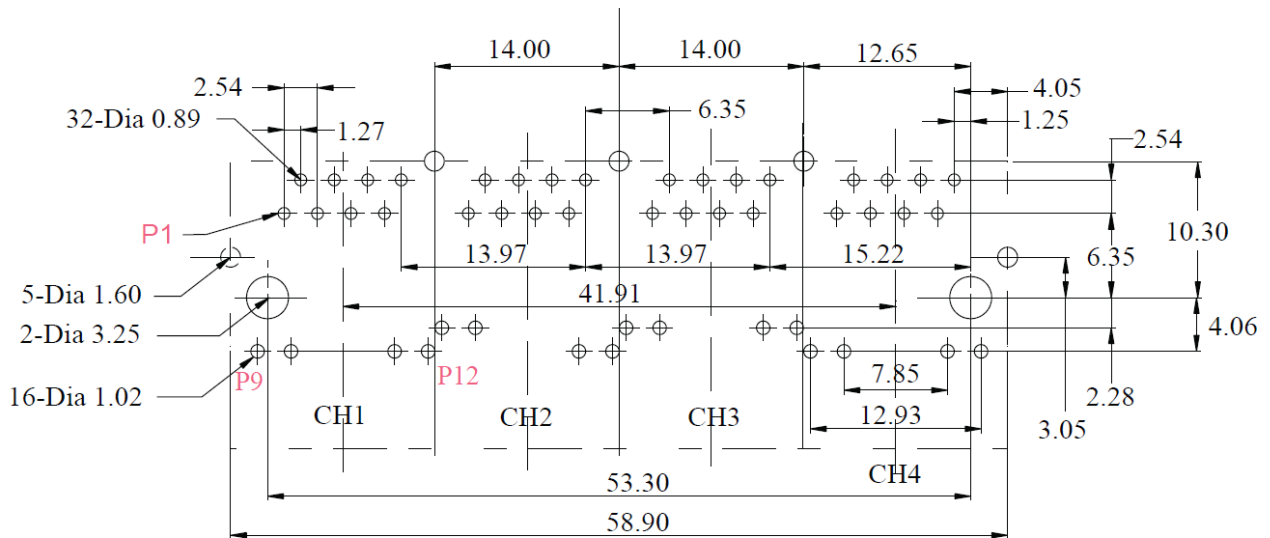 14.00
14.00
12.65
2.54
4.05
6.35
32-Dia 0.89
1.27
1.25
2.54
P1
10.30
13.97
13.97
15.22
6.35
5-Dia 1.60
41.91
2-Dia 3.25
4.06
P9
P12
7.85
16-Dia 1.02
2.28
CH1
CH2
CH3
12.93
3.05
CH4
53.30
58.90